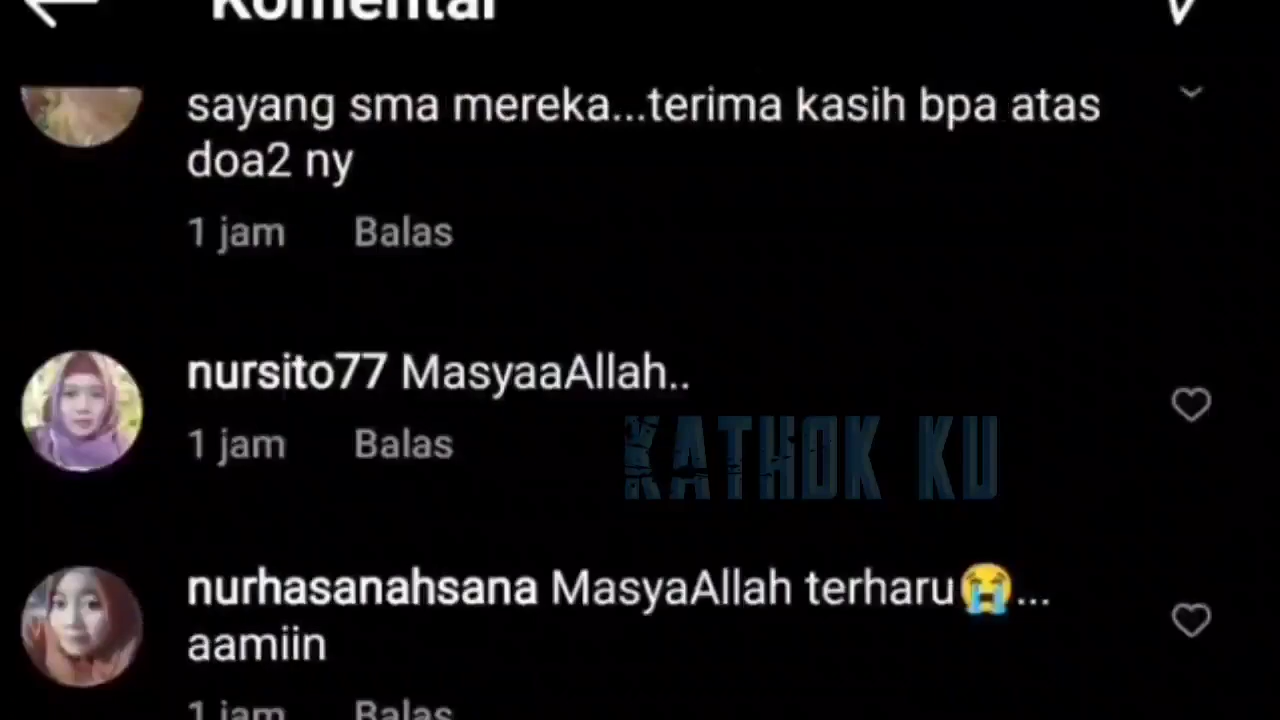 Komentar
sayang sma mereka...terima kasih bpa atas
doa2 ny
1 jam Balas
nursito77 MasyaaAllah..
1 jam Balas
KATHOK KU
nurhasanahsana MasyaAllah terharu😭...
aamiin
1 jam Balas